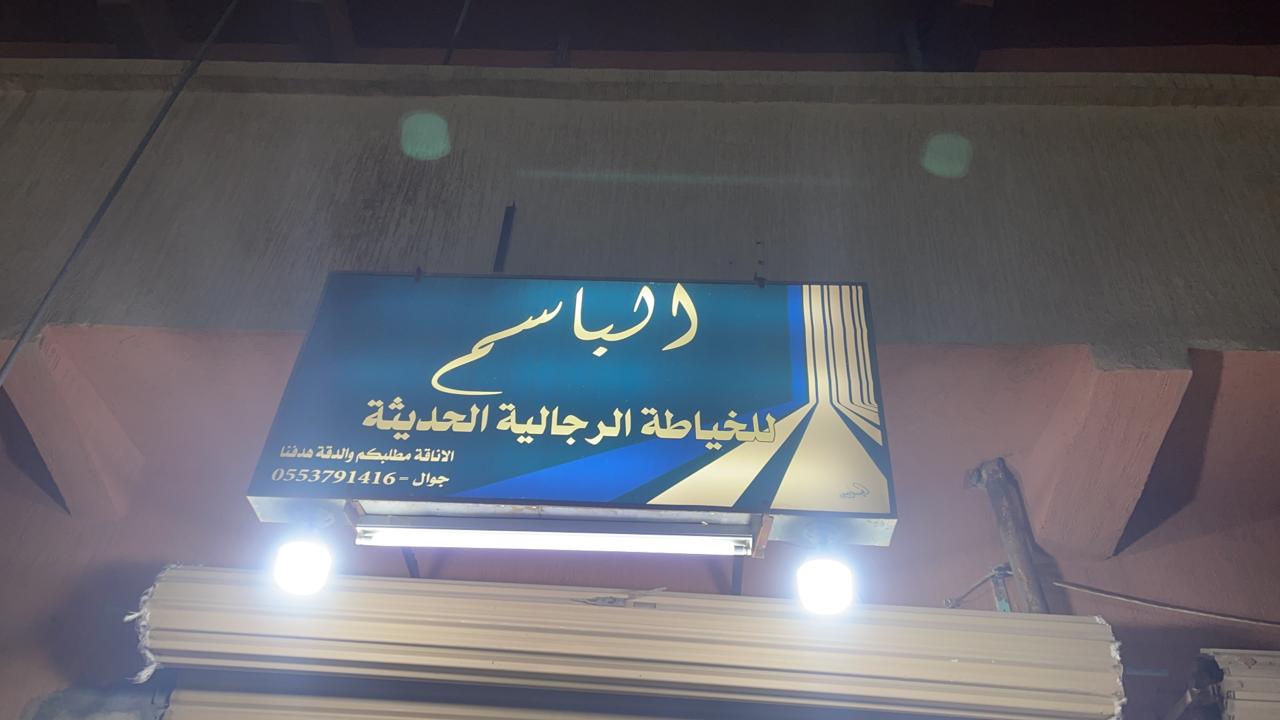 الباسم
للخياطة الرجالية الحديثة
الاناقة مطلبكم والدقة هدفنا
جوال - 0553791416